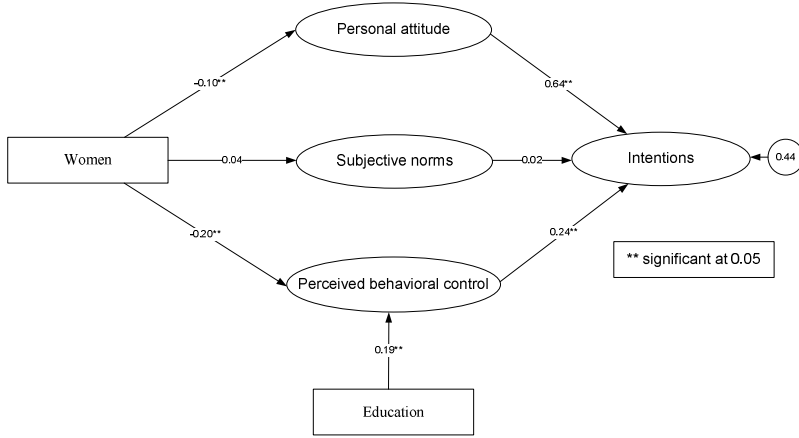 Personal attitude
-0.10**
0.64**
Women
0.04
Subjective norms
0.02
Intentions
0.44
-0.20**
0.24**
** significant at 0.05
Perceived behavioral control
0.19**
Education